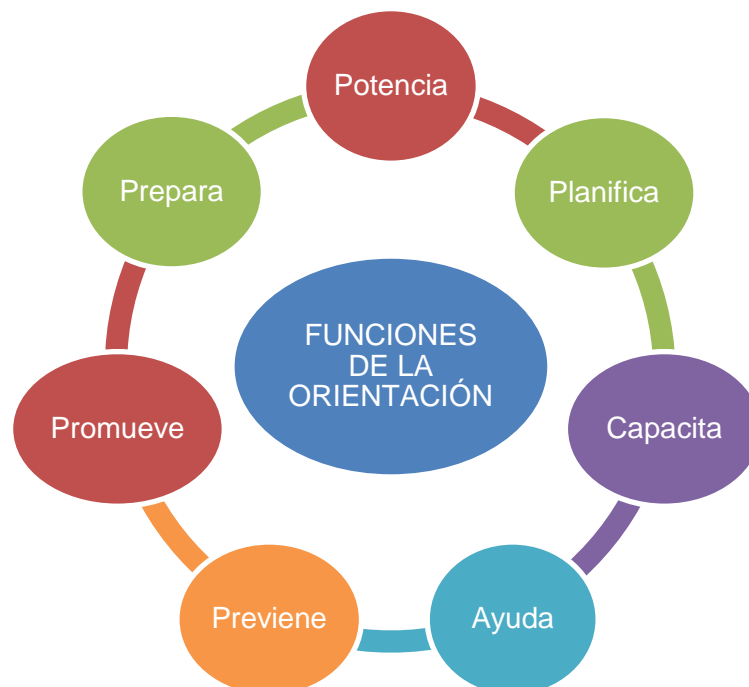 Potencia
Planifica
Capacita
Ayuda
Previene
Promueve
Prepara
FUNCIONES
DE LA
ORIENTACIÓN